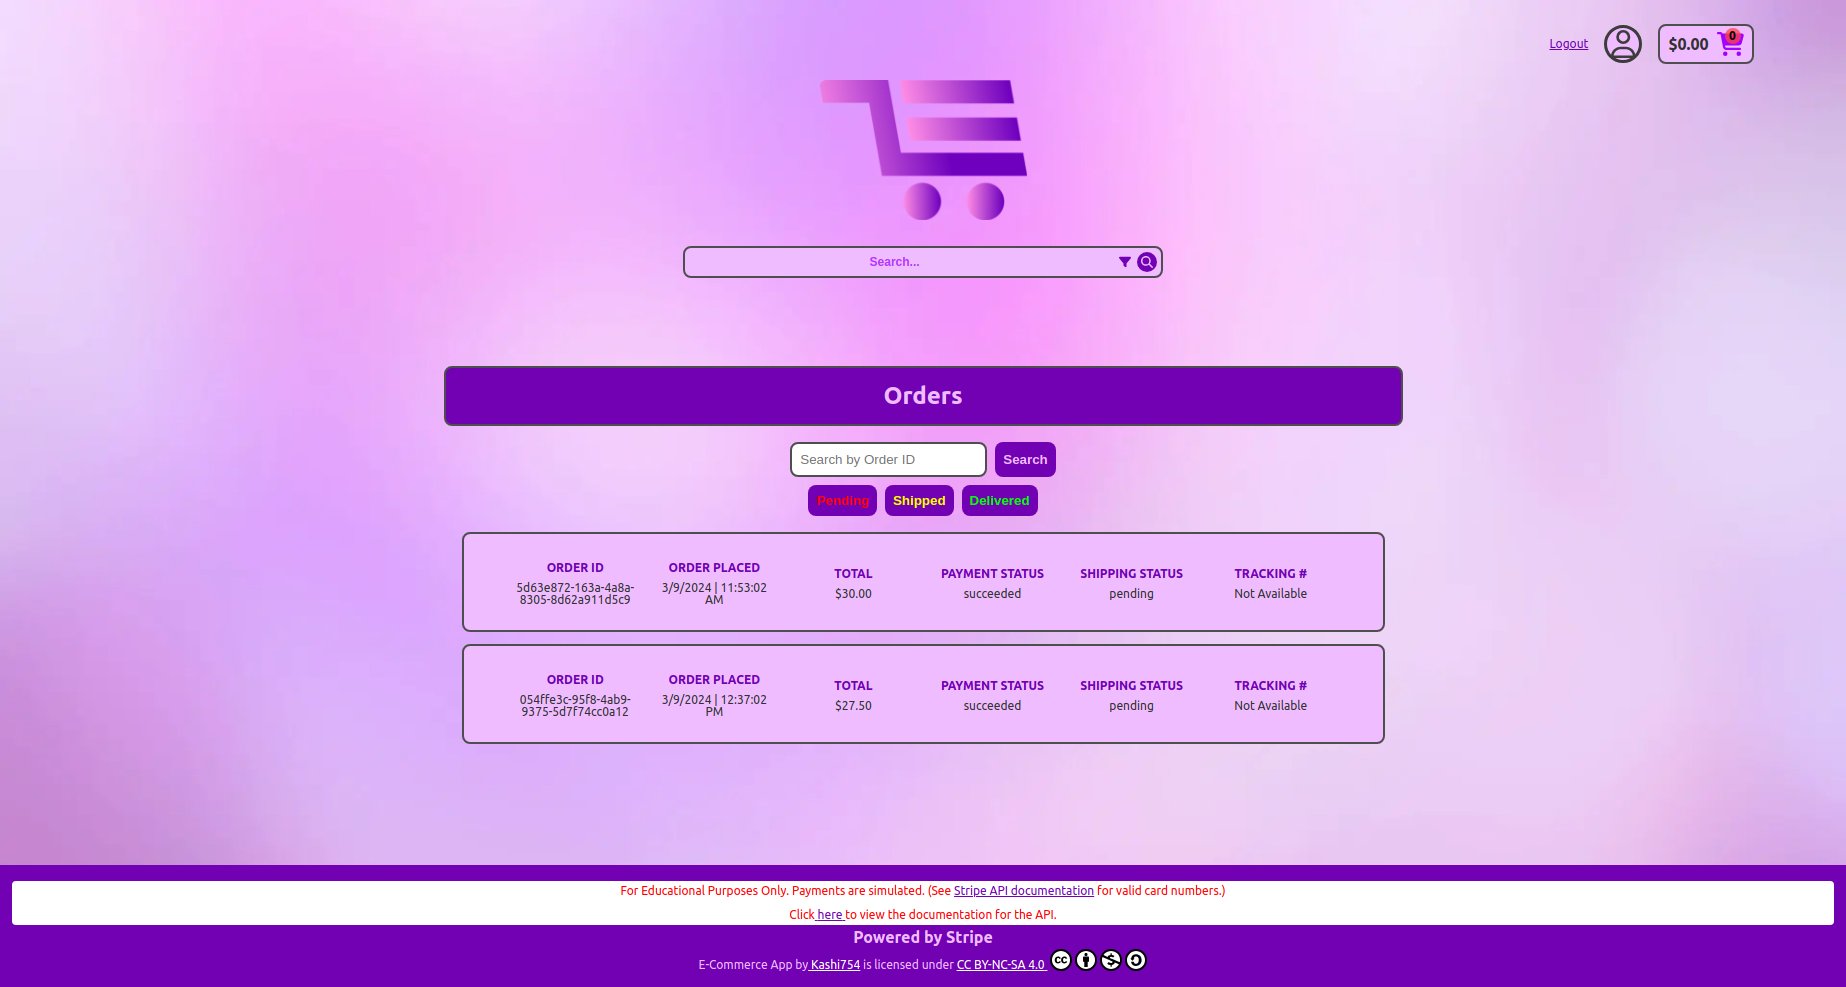 Logout
$0.00
0
Search...
Orders
Search by Order ID
Search
Pending Shipped Delivered
ORDER ID ORDER PLACED TOTAL PAYMENT STATUS SHIPPING STATUS TRACKING #
5d63e872-163a-4a8a- 3/9/2024 | 11:53:02 $30.00 succeeded pending Not Available
8305-8d62a911d5c9 AM
ORDER ID ORDER PLACED TOTAL PAYMENT STATUS SHIPPING STATUS TRACKING #
054ffe3c-95f8-4ab9- 3/9/2024 | 12:37:02 $27.50 succeeded pending Not Available
9375-5d7f74cc0a12 PM
For Educational Purposes Only. Payments are simulated. (See Stripe API documentation for valid card numbers.)
Click here to view the documentation for the API.
Powered by Stripe
E-Commerce App by Kashi754 is licensed under CC BY-NC-SA 4.0